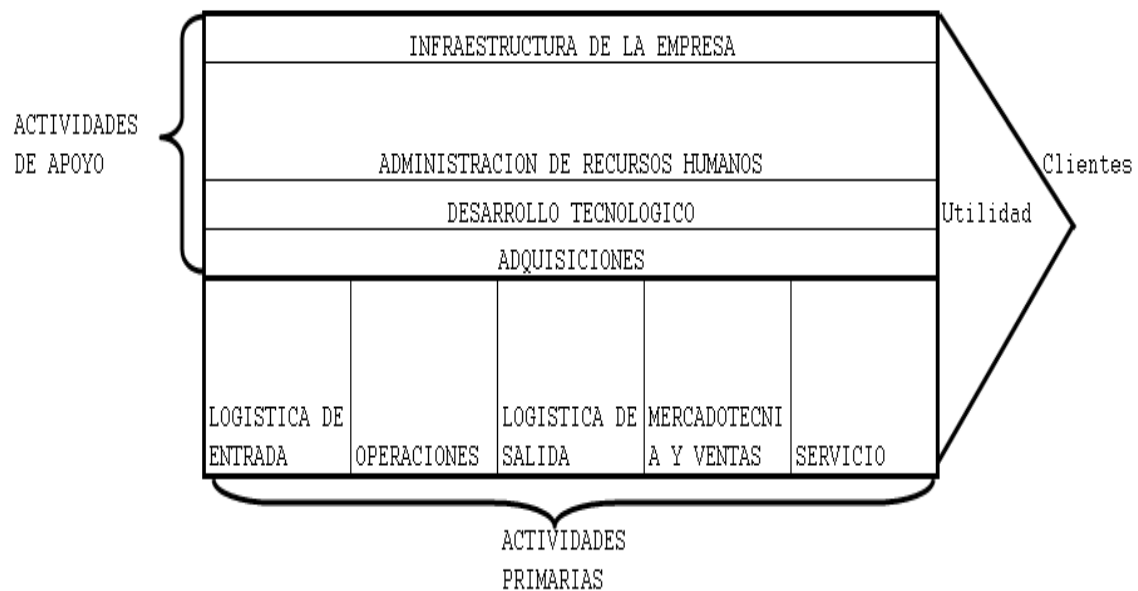 INFRAESTRUCTURA DE LA EMPRESA
ACTIVIDADES
DE APOYO
ADMINISTRACION DE RECURSOS HUMANOS
Clientes
DESARROLLO TECNOLOGICO
Utilidad
ADQUISICIONES
LOGISTICA DE
ENTRADA
OPERACIONES
LOGISTICA DE
SALIDA
MERCADOTECNI
A Y VENTAS
SERVICIO
ACTIVIDADES
PRIMARIAS